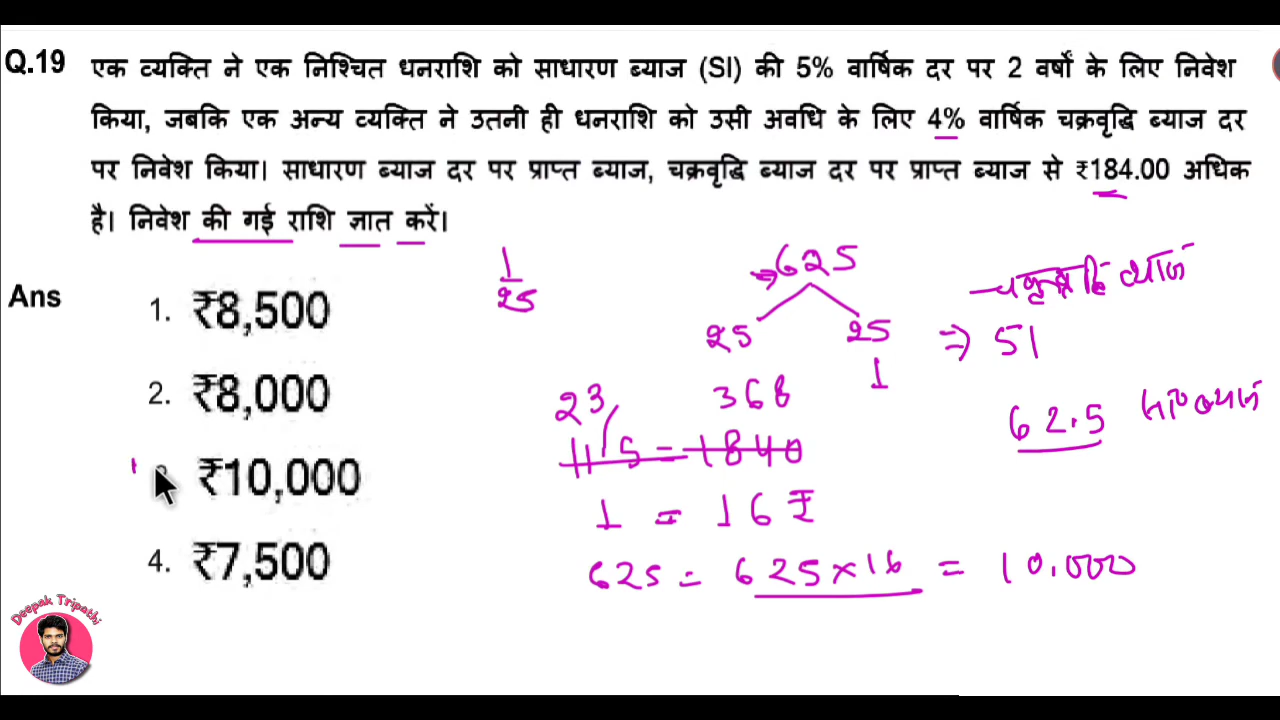 Q.19 एक व्यक्ति ने एक निश्चित धनराशि को साधारण ब्याज (SI) की 5% वार्षिक दर पर 2 वर्षों के लिए निवेश
किया, जबकि एक अन्य व्यक्ति ने उतनी ही धनराशि को उसी अवधि के लिए 4% वार्षिक चक्रवृद्धि ब्याज दर
पर निवेश किया। साधारण ब्याज दर पर प्राप्त ब्याज, चक्रवृद्धि ब्याज दर पर प्राप्त ब्याज से ₹184.00 अधिक
है। निवेश की गई राशि ज्ञात करें।
Ans
1. ₹8,500
2. ₹8,000
₹10,000
4. ₹7,500
1
25
⇒625
25 25
1
चक्रवृद्धि ब्याज
⇒ 51
62.5 सा० ब्याज
23 368
115 = 1840
1 = 16 ₹
625 = 625×16 = 10,000
Deepak Tripathi